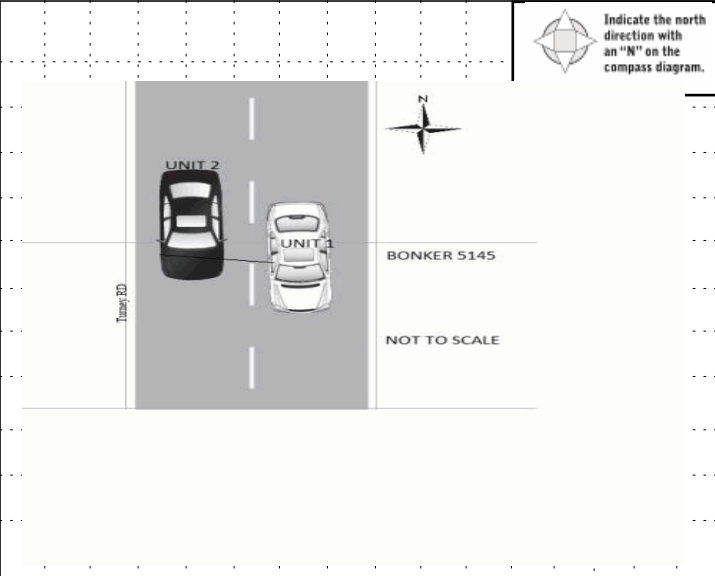 Indicate the north
direction with
an “N” on the
compass diagram.
N
UNIT 2
UNIT 1
BONKER 5145
Turney RD
NOT TO SCALE